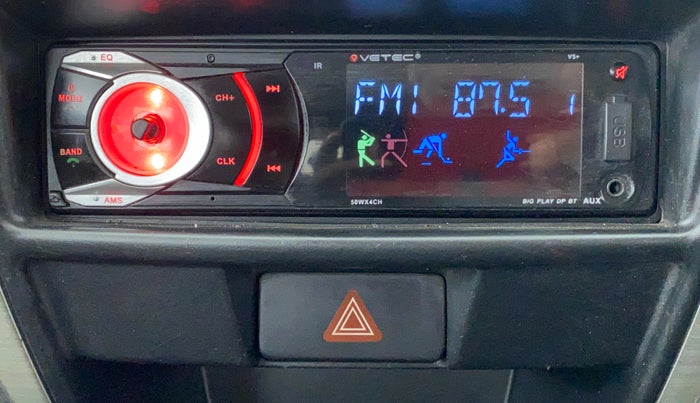 EQ
IR
VETEC®
V5+
MODE
CH+
FM1 87.5 1
BAND
CLK
USB
AMS
50WX4CH
BIG PLAY DP BT
AUX